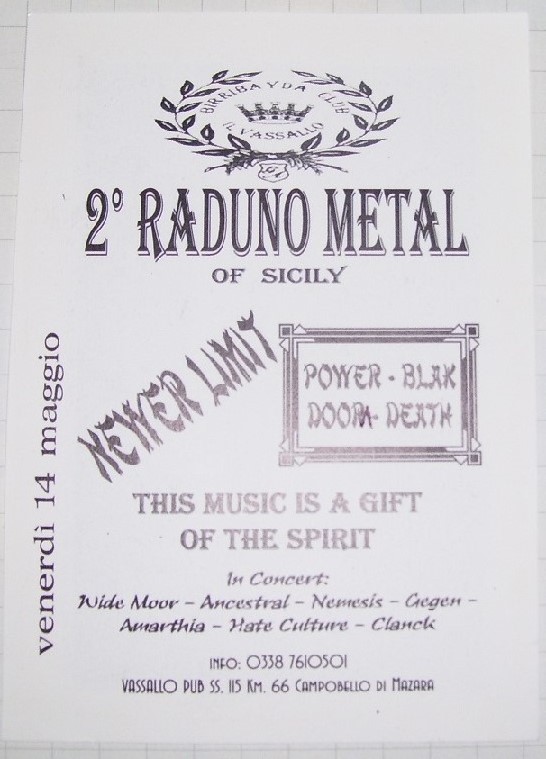 BIRRIBAYDA CLUB
IL VASSALLO
2° RADUNO METAL
OF SICILY
venerdì 14 maggio
NEWER LIMIT
POWER - BLAK
DOOM - DEATH
THIS MUSIC IS A GIFT
OF THE SPIRIT
In Concert:
Wide Moor - Ancestral - Nemesis - Gegen -
Amarthia - Hate Culture - Clanck
INFO: 0338 7610501
VASSALLO PUB SS. 115 KM. 66 CAMPOBELLO DI MAZARA